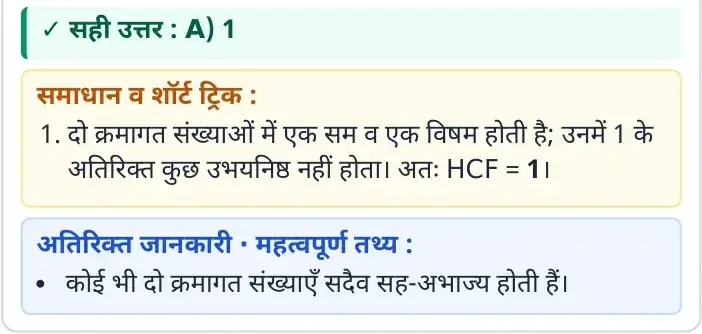 ✓ सही उत्तर : A) 1
समाधान व शॉर्ट ट्रिक :
1. दो क्रमागत संख्याओं में एक सम व एक विषम होती है; उनमें 1 के
अतिरिक्त कुछ उभयनिष्ठ नहीं होता। अतः HCF = 1।
अतिरिक्त जानकारी · महत्वपूर्ण तथ्य :
• कोई भी दो क्रमागत संख्याएँ सदैव सह-अभाज्य होती हैं।